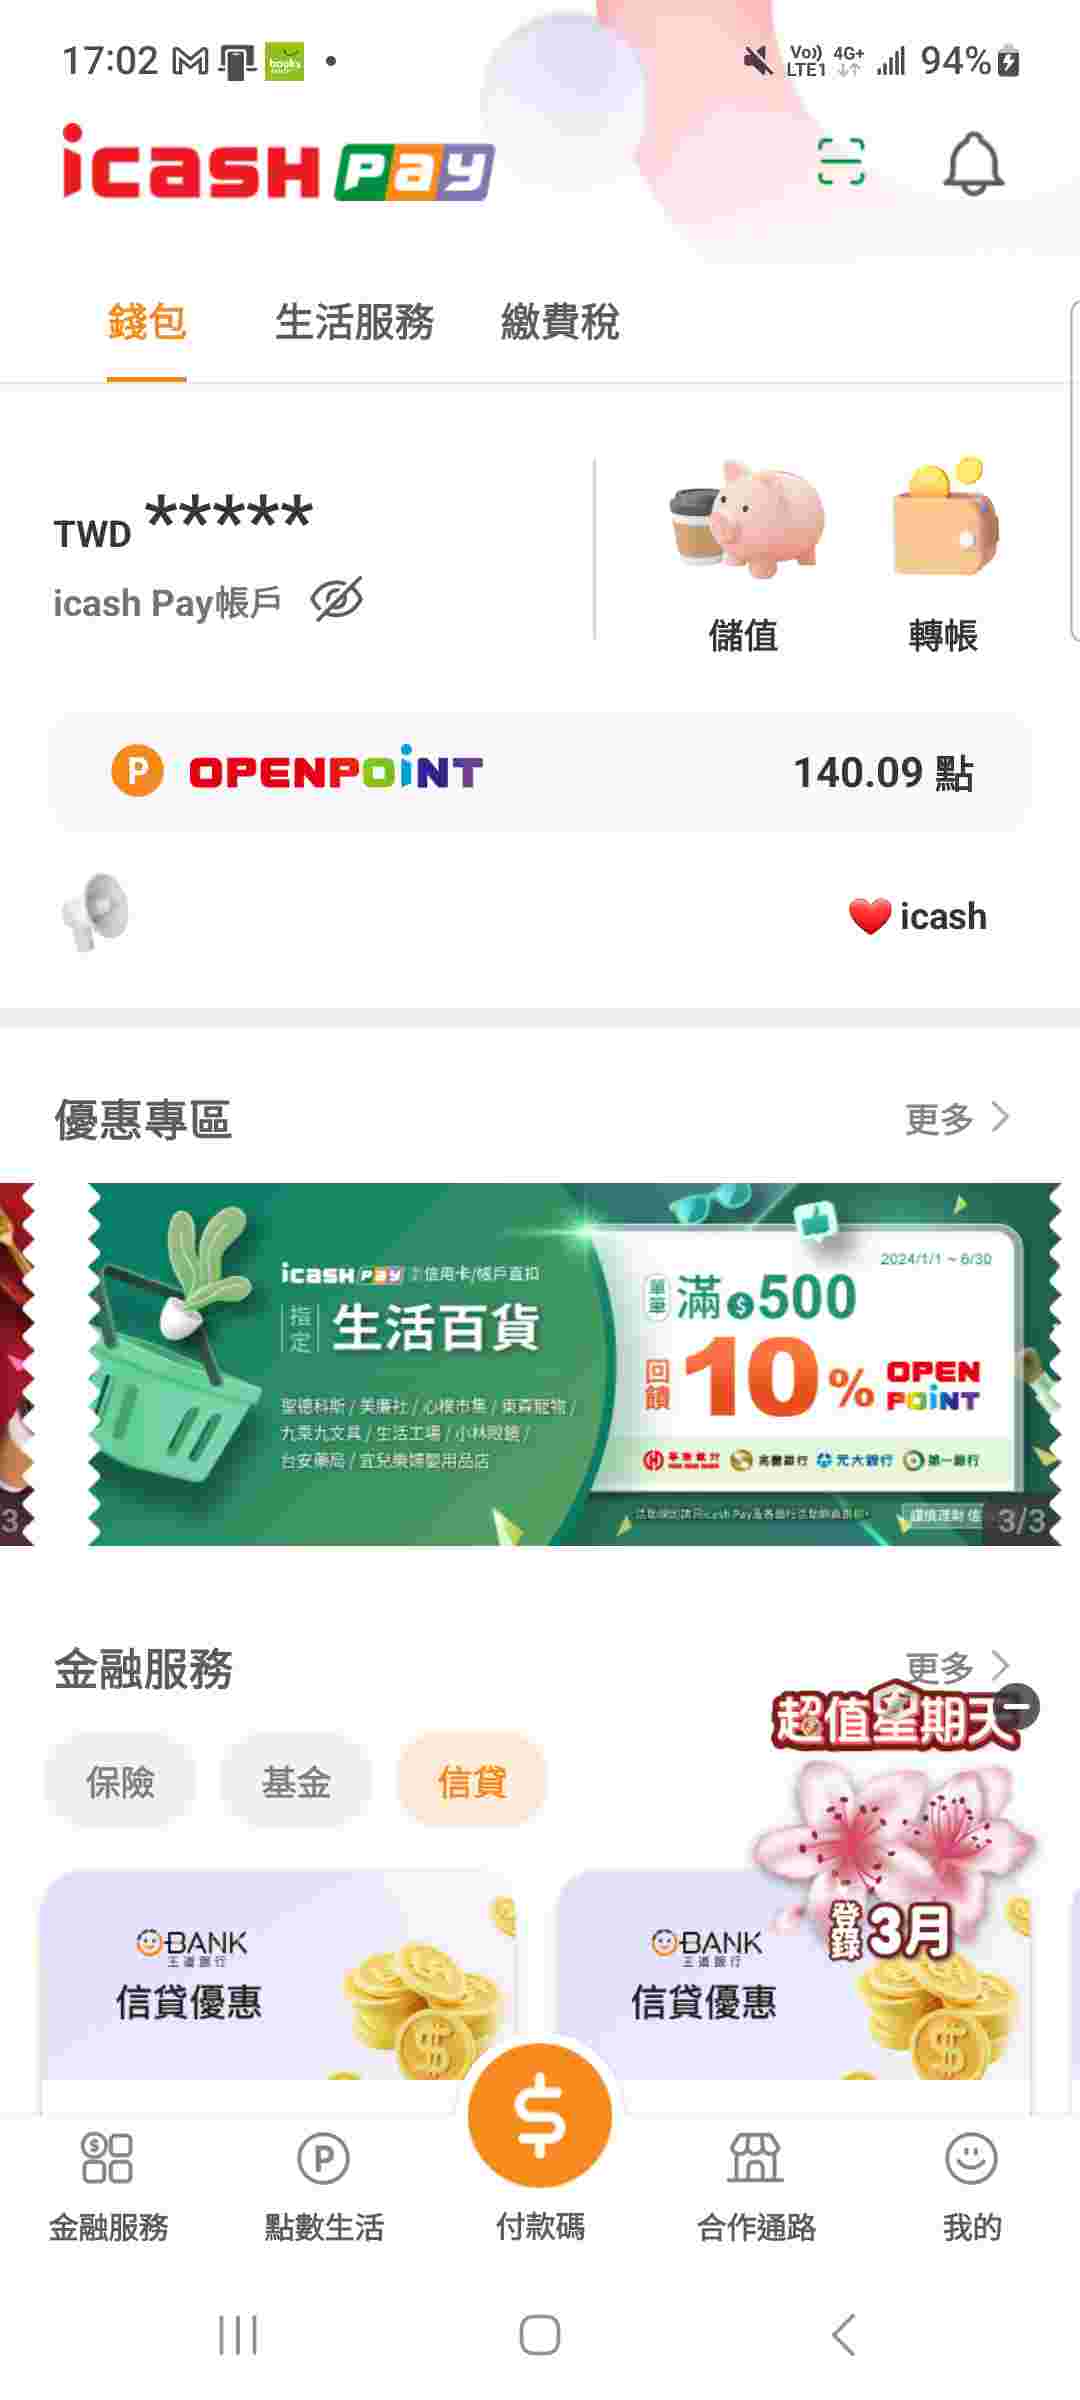 17:02
Vo)) LTE1 4G+ 94%
icash Pay
錢包 生活服務 繳費稅
TWD *****
icash Pay帳戶
儲值 轉帳
P OPENPOINT 140.09 點
❤️ icash
優惠專區 更多
2024/1/1 ~ 6/30
icash Pay 信用卡/帳戶直扣
指定 生活百貨
單筆 滿$500
回饋 10% OPEN POINT
聖德科斯 / 美廉社 / 心樸市集 / 東森寵物 /
九乘九文具 / 生活工場 / 小林眼鏡 /
台安藥局 / 宜兒樂婦嬰用品店
元大銀行 第一銀行
3/3
金融服務 更多
超值星期天
保險 基金 信貸
登錄 3月
O-BANK 王道銀行 信貸優惠
O-BANK 王道銀行 信貸優惠
金融服務 點數生活 付款碼 合作通路 我的